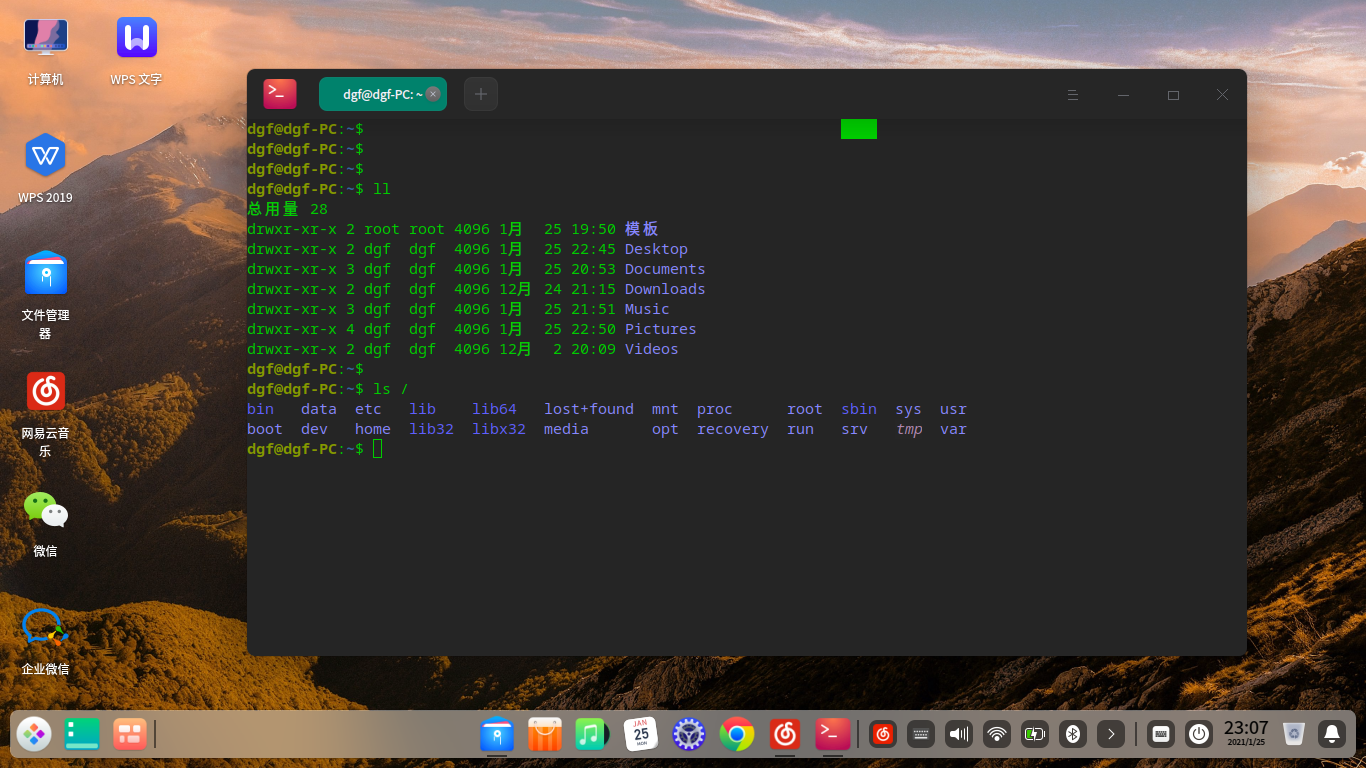 计算机
WPS 文字
WPS 2019
文件管理
器
网易云音
乐
微信
企业微信
dgf@dgf-PC: ~
dgf@dgf-PC:~$
dgf@dgf-PC:~$
dgf@dgf-PC:~$
dgf@dgf-PC:~$ ll
总用量 28
drwxr-xr-x 2 root root 4096 1月  25 19:50 模板
drwxr-xr-x 2 dgf  dgf  4096 1月  25 22:45 Desktop
drwxr-xr-x 3 dgf  dgf  4096 1月  25 20:53 Documents
drwxr-xr-x 2 dgf  dgf  4096 12月 24 21:15 Downloads
drwxr-xr-x 3 dgf  dgf  4096 1月  25 21:51 Music
drwxr-xr-x 4 dgf  dgf  4096 1月  25 22:50 Pictures
drwxr-xr-x 2 dgf  dgf  4096 12月  2 20:09 Videos
dgf@dgf-PC:~$
dgf@dgf-PC:~$ ls /
bin   data  etc   lib    lib64   lost+found  mnt  proc      root  sbin  sys  usr
boot  dev   home  lib32  libx32  media       opt  recovery  run   srv   tmp  var
dgf@dgf-PC:~$
JAN
25
MON
23:07
2021/1/25